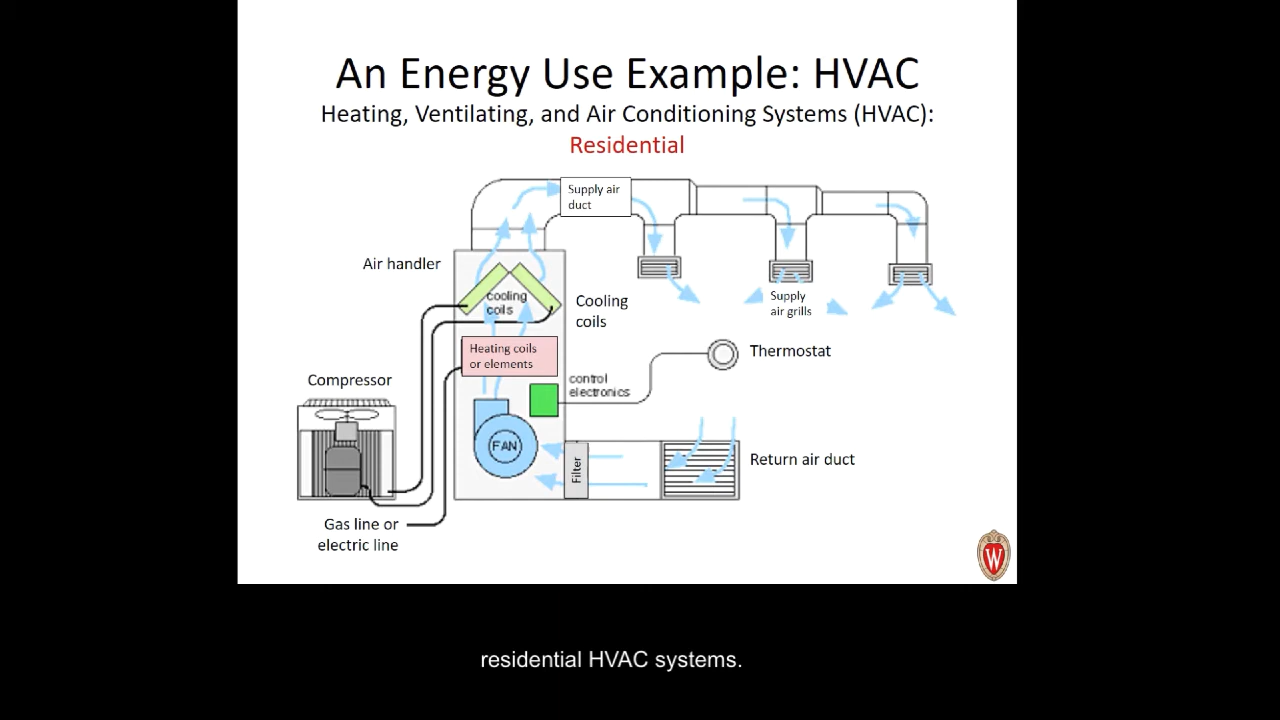 An Energy Use Example: HVAC
Heating, Ventilating, and Air Conditioning Systems (HVAC):
Residential
Supply air
duct
Air handler
cooling
coils
Cooling
coils
Supply
air grills
Heating coils
or elements
Thermostat
Compressor
control
electronics
FAN
Filter
Return air duct
Gas line or
electric line
W
residential HVAC systems.